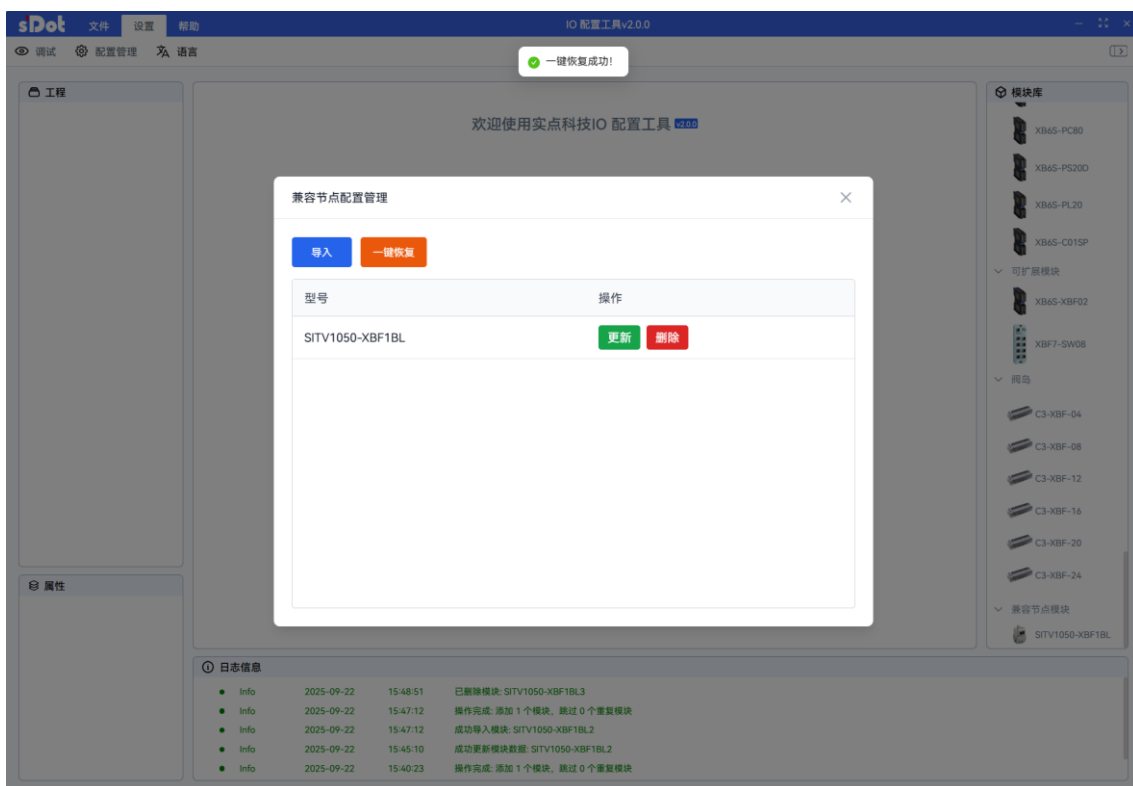 sDot 文件 设置 帮助 IO 配置工具v2.0.0
调试 配置管理 语言
一键恢复成功!
工程
欢迎使用实点科技IO 配置工具 v2.0.0
模块库
XB6S-PC80
XB6S-PS20D
XB6S-PL20
XB6S-C01SP
可扩展模块
XB6S-XBF02
XBF7-SW08
阀岛
C3-XBF-04
C3-XBF-08
C3-XBF-12
C3-XBF-16
C3-XBF-20
C3-XBF-24
兼容节点模块
SITV1050-XBF1BL
兼容节点配置管理
导入 一键恢复
型号 操作
SITV1050-XBF1BL 更新 删除
属性
日志信息
Info 2025-09-22 15:48:51 已删除模块: SITV1050-XBF1BL3
Info 2025-09-22 15:47:12 操作完成: 添加 1 个模块, 跳过 0 个重复模块
Info 2025-09-22 15:47:12 成功导入模块: SITV1050-XBF1BL2
Info 2025-09-22 15:45:10 成功更新模块数据: SITV1050-XBF1BL2
Info 2025-09-22 15:40:23 操作完成: 添加 1 个模块, 跳过 0 个重复模块